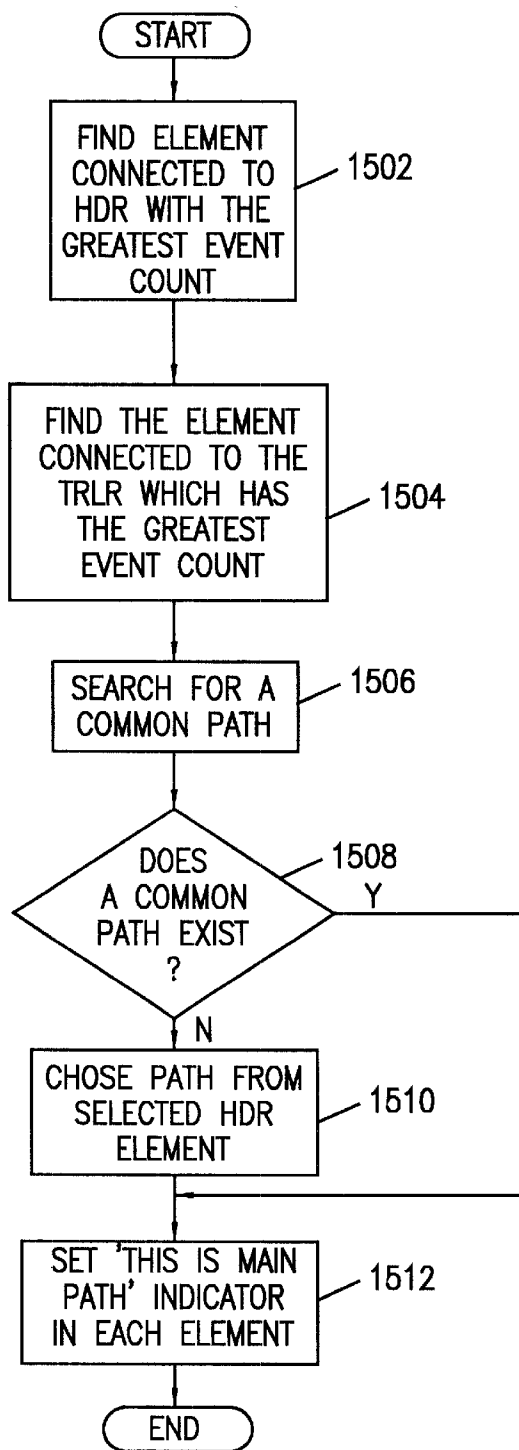 START
FIND ELEMENT
CONNECTED TO
HDR WITH THE
GREATEST EVENT
COUNT
1502
FIND THE ELEMENT
CONNECTED TO THE
TRLR WHICH HAS
THE GREATEST
EVENT COUNT
1504
SEARCH FOR A
COMMON PATH
1506
DOES
A COMMON
PATH EXIST
?
1508
Y
N
CHOSE PATH FROM
SELECTED HDR
ELEMENT
1510
SET 'THIS IS MAIN
PATH' INDICATOR
IN EACH ELEMENT
1512
END